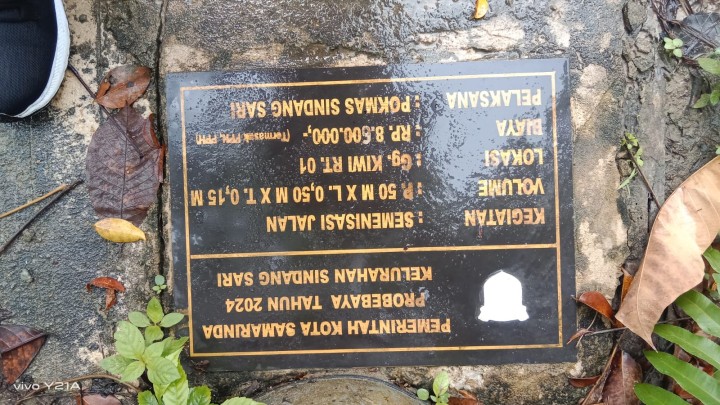 PEMERINTAH KOTA SAMARINDA
PROBEBAYA TAHUN 2024
KELURAHAN SINDANG SARI
KEGIATAN : SEMENISASI JALAN
VOLUME : P. 50 M X L. 0,50 M X T. 0,15 M
LOKASI : Gg. KIWI RT. 01
BIAYA : RP. 8.500.000,- (Termasuk PPN, PPH)
PELAKSANA : POKMAS SINDANG SARI
vivo Y21A